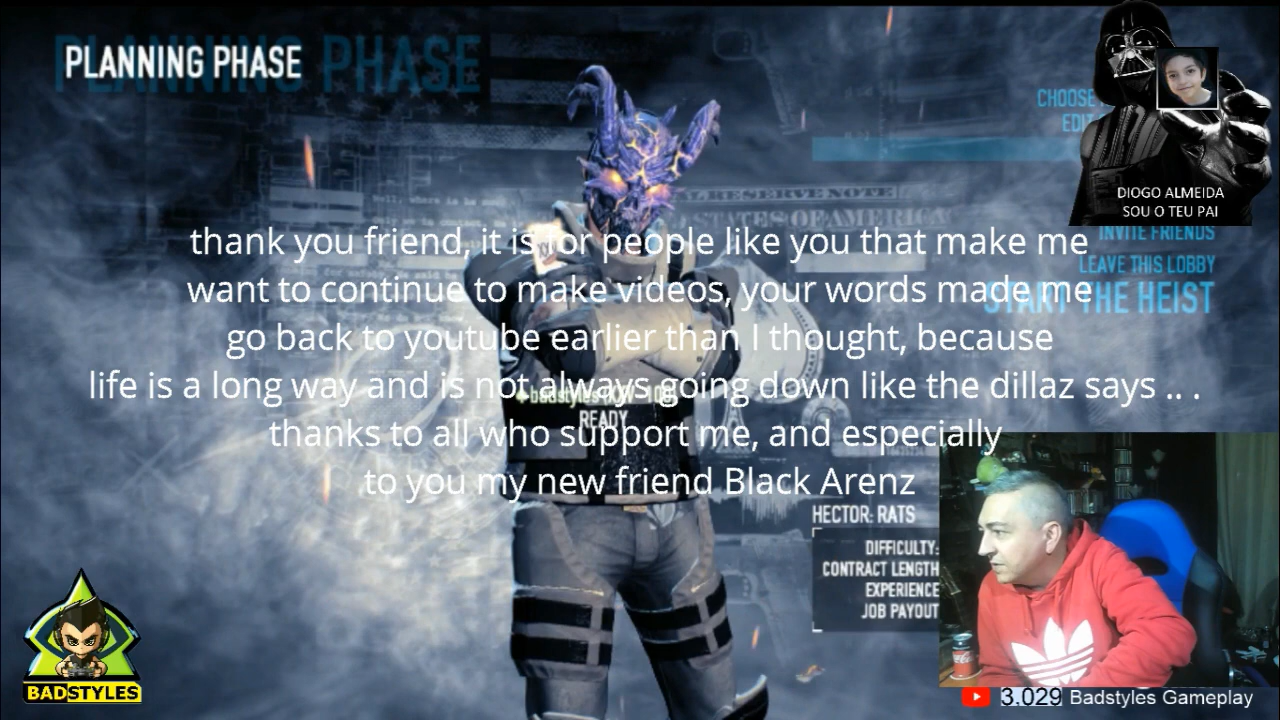 PLANNING PHASE
PHASE
CHOOSE
EDIT
DIOGO ALMEIDA
SOU O TEU PAI
INVITE FRIENDS
LEAVE THIS LOBBY
START THE HEIST
thank you friend, it is for people like you that make me
want to continue to make videos, your words made me
go back to youtube earlier than I thought, because
life is a long way and is not always going down like the dillaz says .. .
thanks to all who support me, and especially
to you my new friend Black Arenz
badstyles
READY
HECTOR: RATS
DIFFICULTY:
CONTRACT LENGTH
EXPERIENCE
JOB PAYOUT
BADSTYLES
3.029 Badstyles Gameplay